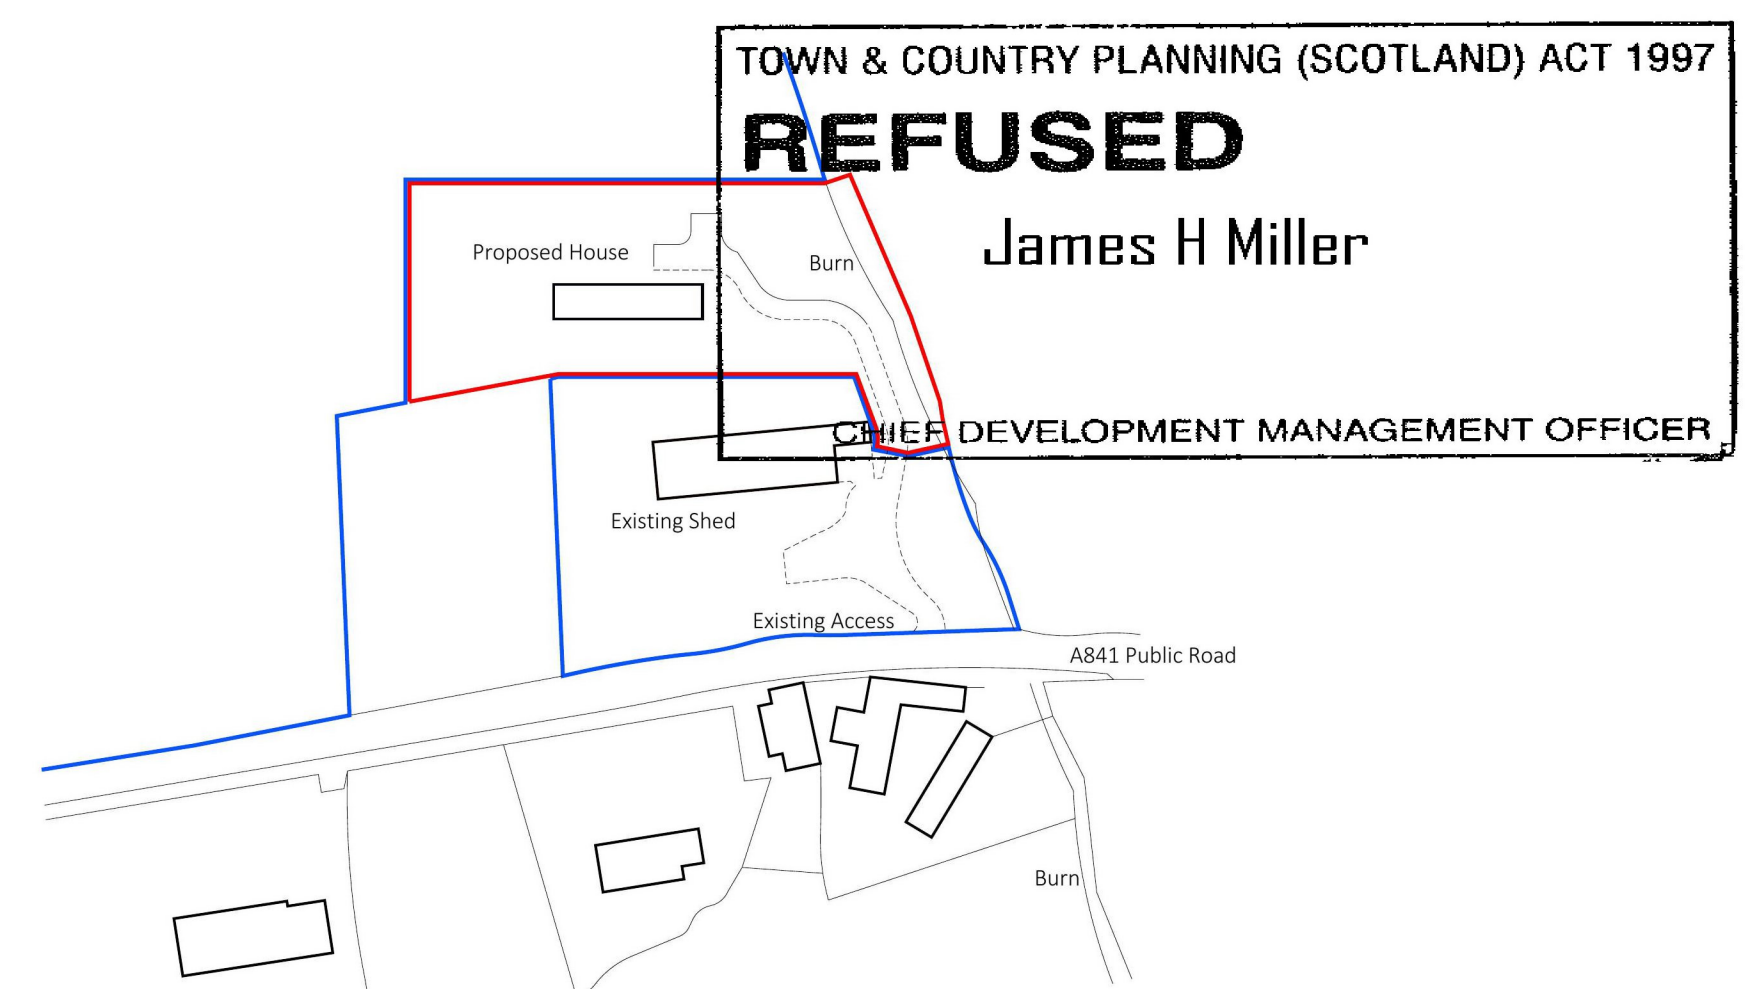 TOWN & COUNTRY PLANNING (SCOTLAND) ACT 1997
REFUSED
James H Miller
Proposed House
Burn
CHIEF DEVELOPMENT MANAGEMENT OFFICER
Existing Shed
Existing Access
A841 Public Road
Burn